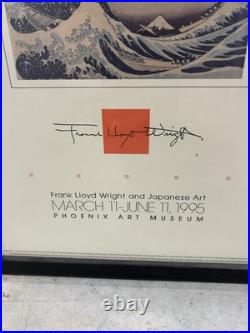 Frank Lloyd Wright
Frank Lloyd Wright and Japanese Art
MARCH 11-JUNE 11, 1995
PHOENIX ART MUSEUM